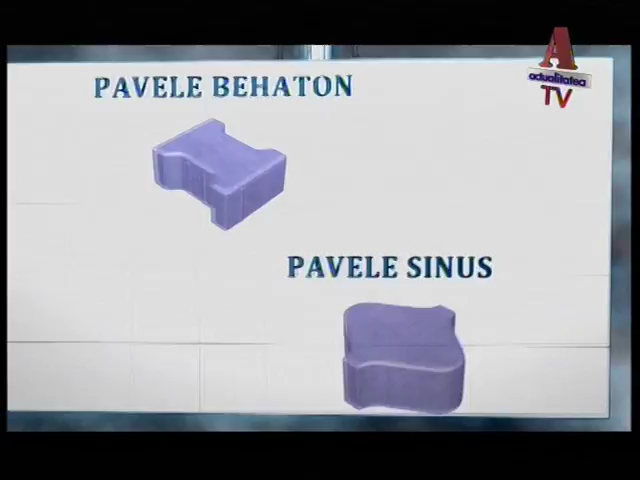 PAVELE BEHATON
A
actualitatea
TV
PAVELE SINUS